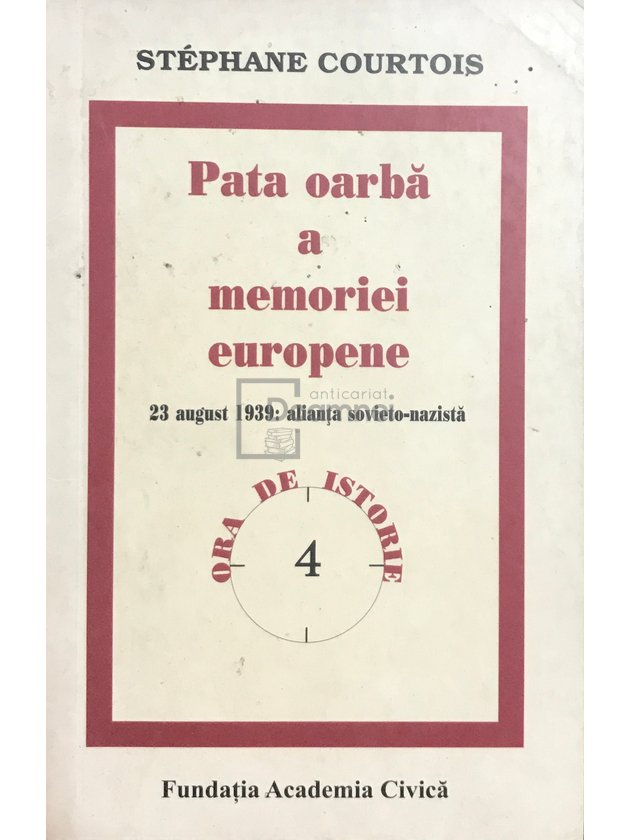 STÉPHANE COURTOIS
Pata oarbă
a
memoriei
europene
anticariat
23 august 1939: alianța sovieto-nazistă
ORA DE ISTORIE
4
Fundația Academia Civică